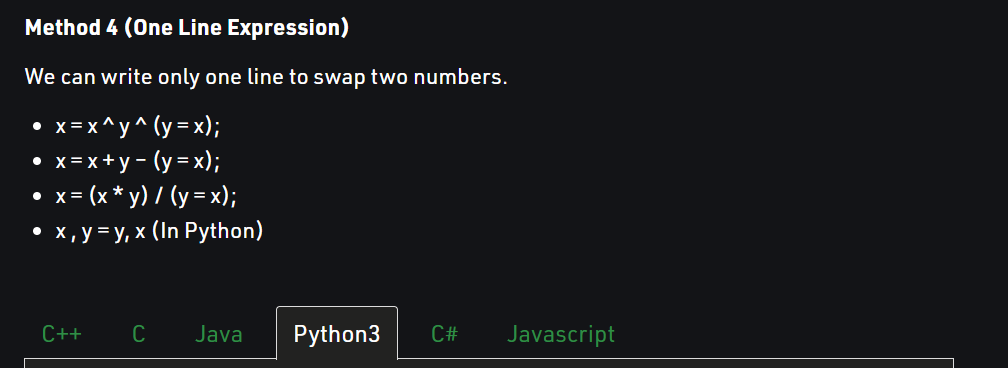 Method 4 (One Line Expression)
We can write only one line to swap two numbers.
• x = x ^ y ^ (y = x);
• x = x + y – (y = x);
• x = (x * y) / (y = x);
• x , y = y, x (In Python)
C++ C Java Python3 C# Javascript